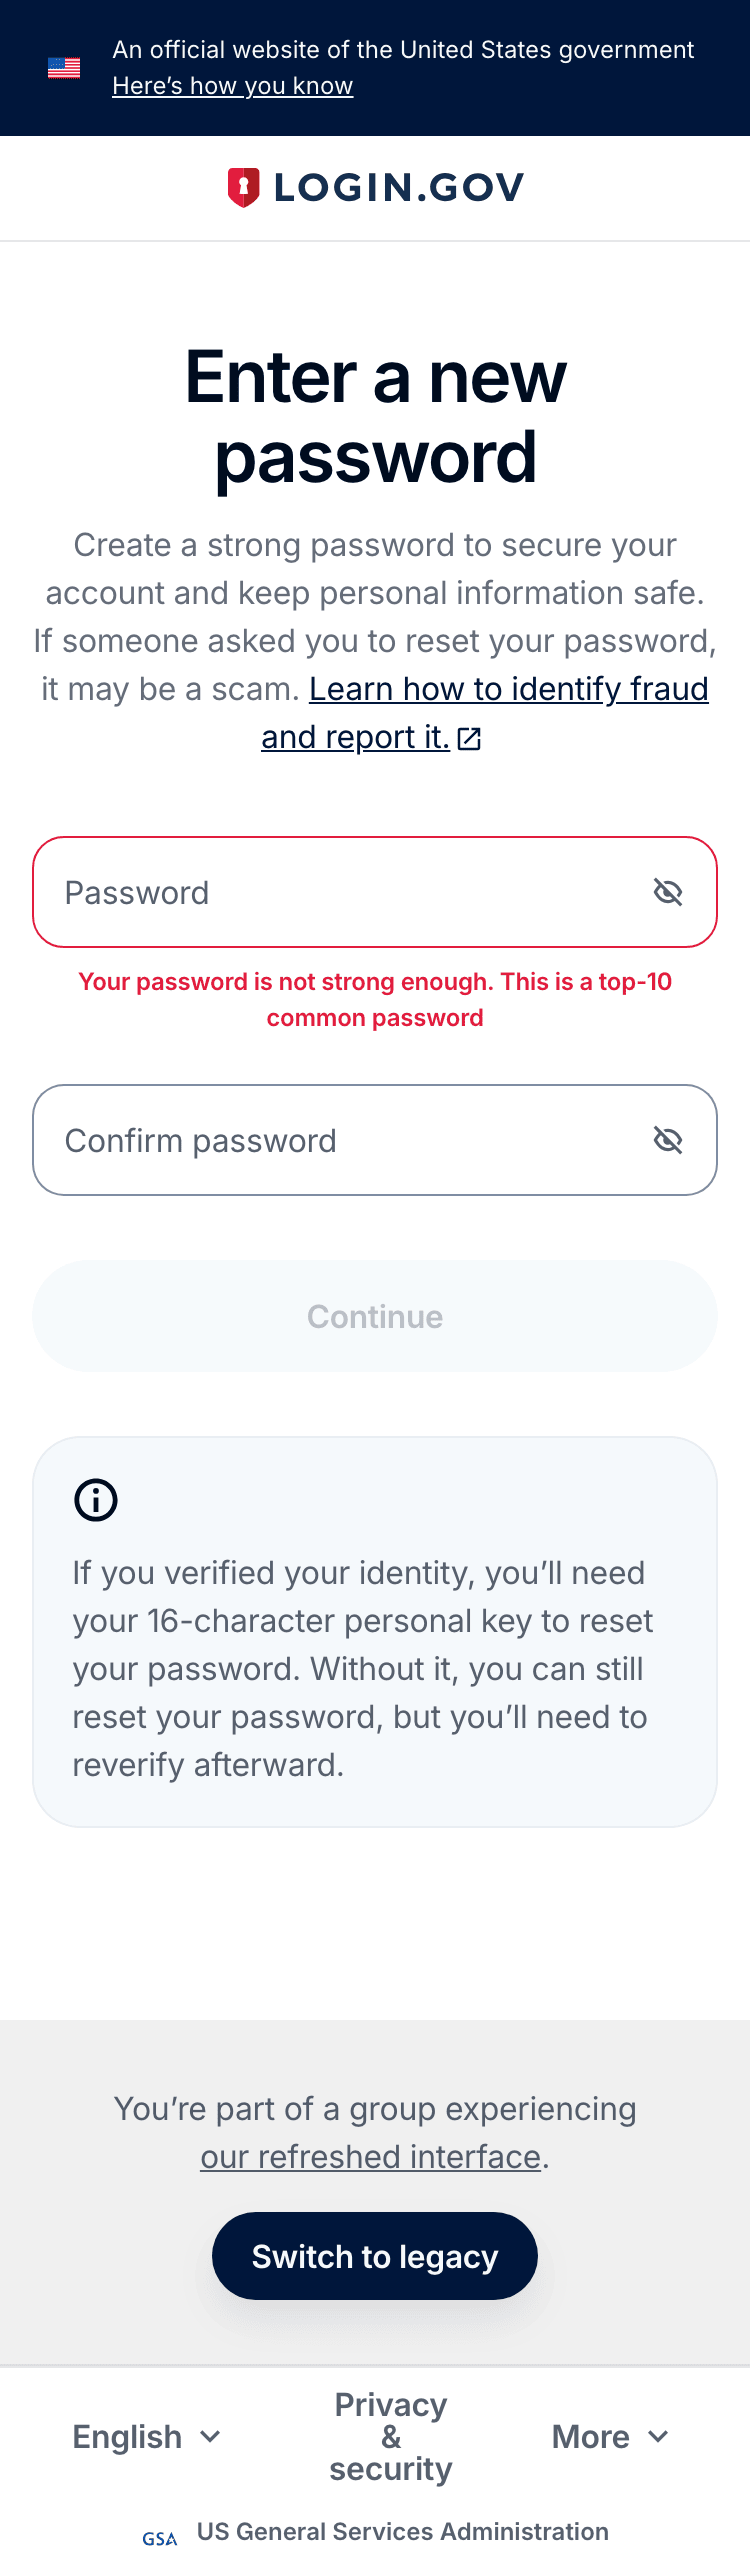 An official website of the United States government
Here’s how you know
LOGIN.GOV
Enter a new
password
Create a strong password to secure your
account and keep personal information safe.
If someone asked you to reset your password,
it may be a scam. Learn how to identify fraud
and report it.
Password
Your password is not strong enough. This is a top-10
common password
Confirm password
Continue
If you verified your identity, you’ll need
your 16-character personal key to reset
your password. Without it, you can still
reset your password, but you’ll need to
reverify afterward.
You’re part of a group experiencing
our refreshed interface.
Switch to legacy
English
Privacy
&
security
More
GSA US General Services Administration